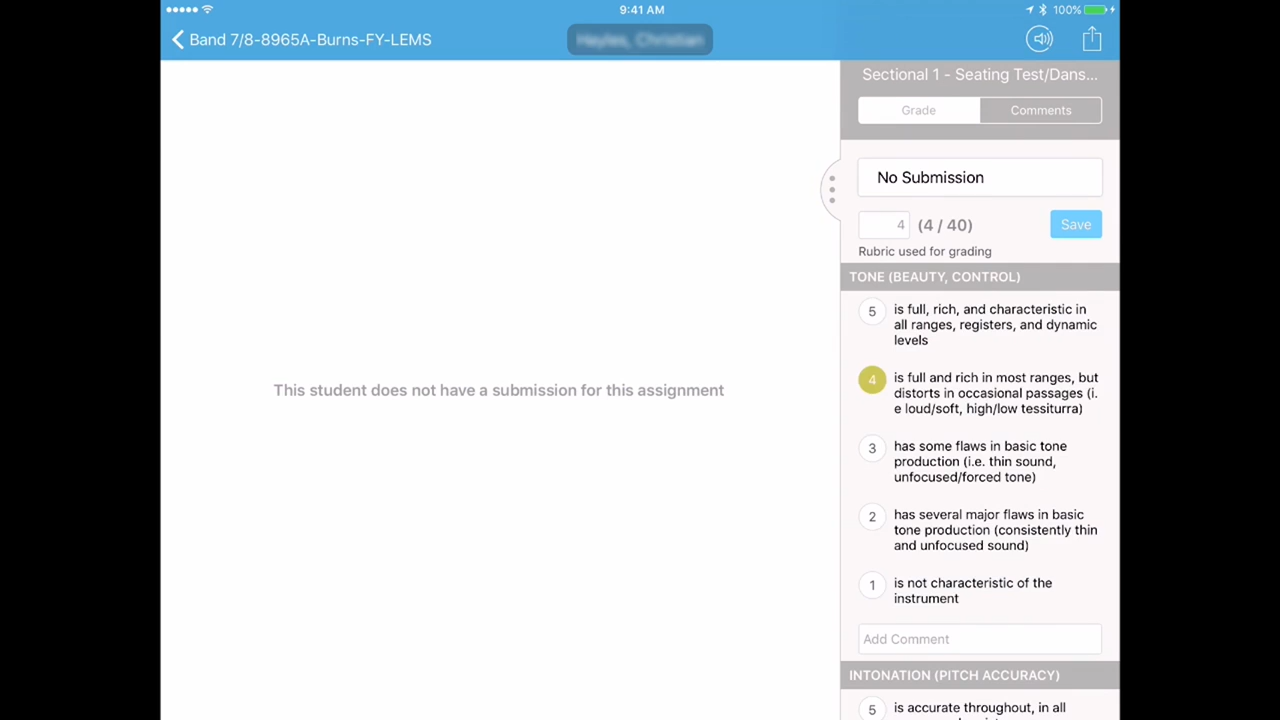 9:41 AM
100%
Band 7/8-8965A-Burns-FY-LEMS
Sectional 1 - Seating Test/Dans...
Grade
Comments
No Submission
4 (4 / 40)
Save
Rubric used for grading
TONE (BEAUTY, CONTROL)
5
is full, rich, and characteristic in
all ranges, registers, and dynamic
levels
4
is full and rich in most ranges, but
distorts in occasional passages (i.
e loud/soft, high/low tessiturra)
3
has some flaws in basic tone
production (i.e. thin sound,
unfocused/forced tone)
2
has several major flaws in basic
tone production (consistently thin
and unfocused sound)
1
is not characteristic of the
instrument
Add Comment
INTONATION (PITCH ACCURACY)
5
is accurate throughout, in all
This student does not have a submission for this assignment